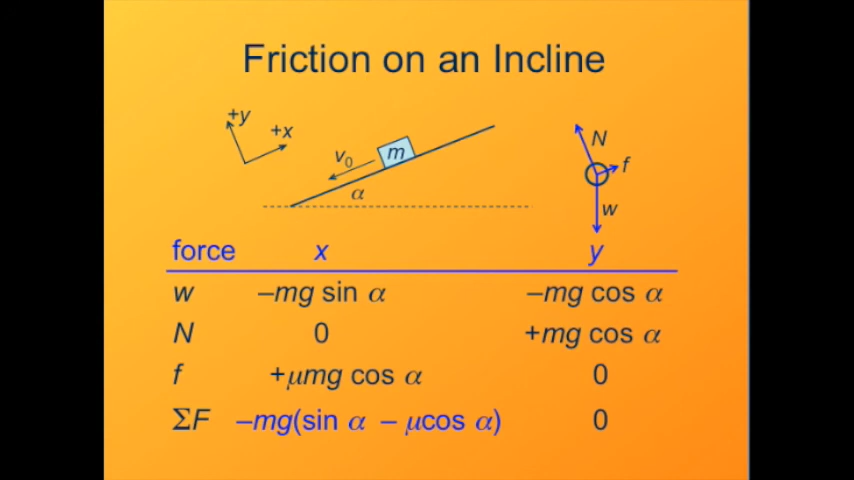 Friction on an Incline
+y
+x
v0
m
α
N
f
w
force x y
w –mg sin α –mg cos α
N 0 +mg cos α
f +μmg cos α 0
ΣF –mg(sin α – μcos α) 0